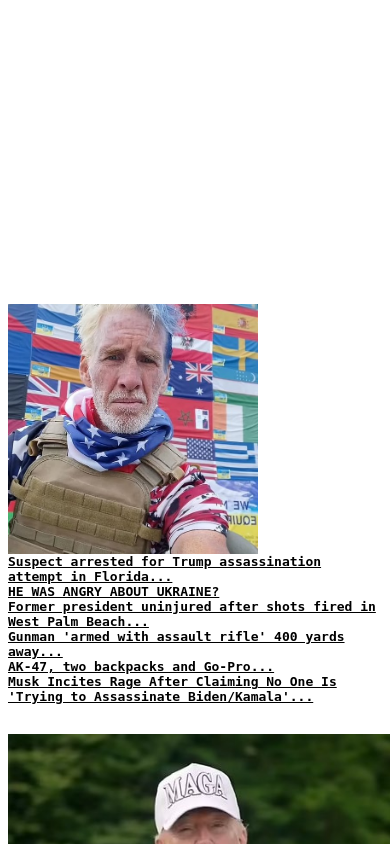 WE N
EQUIP
Suspect arrested for Trump assassination
attempt in Florida...
HE WAS ANGRY ABOUT UKRAINE?
Former president uninjured after shots fired in
West Palm Beach...
Gunman 'armed with assault rifle' 400 yards
away...
AK-47, two backpacks and Go-Pro...
Musk Incites Rage After Claiming No One Is
'Trying to Assassinate Biden/Kamala'...
MAGA